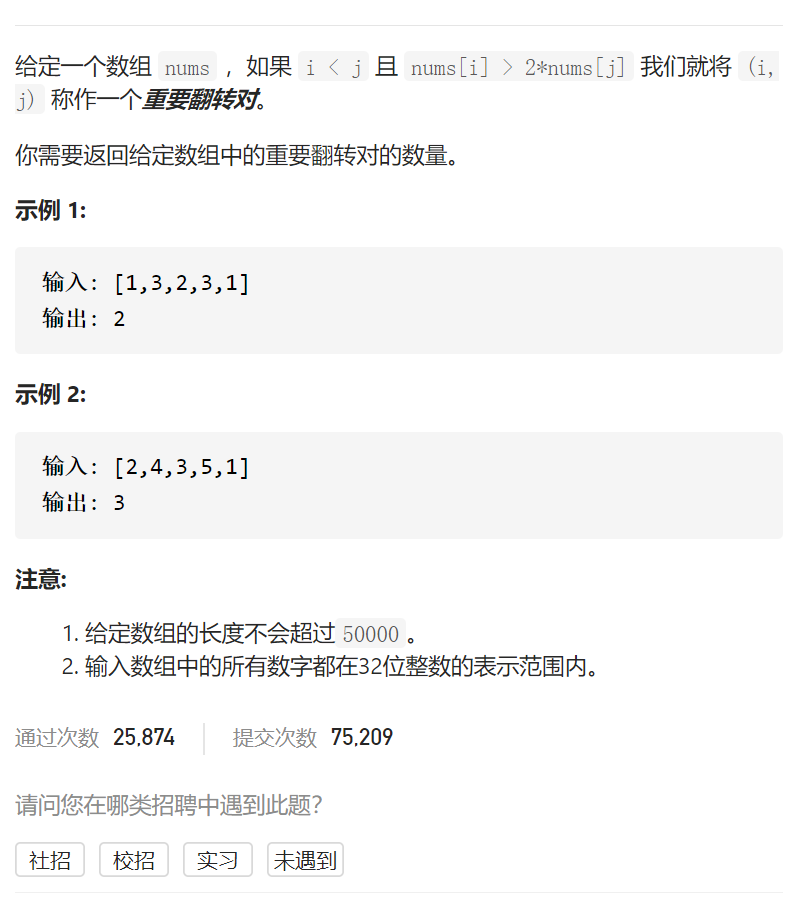 给定一个数组 nums ，如果 i < j 且 nums[i] > 2*nums[j] 我们就将 (i,
j) 称作一个重要翻转对。
你需要返回给定数组中的重要翻转对的数量。
示例 1:
输入: [1,3,2,3,1]
输出: 2
示例 2:
输入: [2,4,3,5,1]
输出: 3
注意:
1. 给定数组的长度不会超过50000。
2. 输入数组中的所有数字都在32位整数的表示范围内。
通过次数 25,874 提交次数 75,209
请问您在哪类招聘中遇到此题？
社招 校招 实习 未遇到